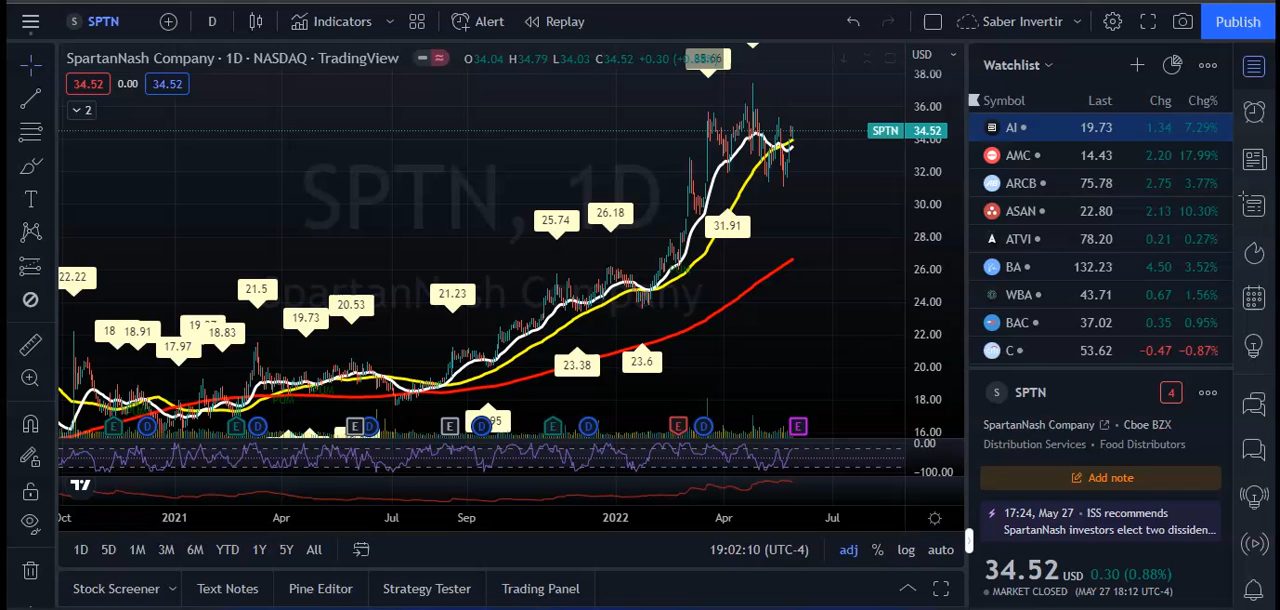 S SPTN
D
Indicators
Alert
Replay
Saber Invertir
Publish
SpartanNash Company · 1D · NASDAQ · TradingView
O34.04 H34.79 L34.03 C34.52 +0.30
34.52 0.00 34.52
2
USD
38.00
36.00
34.00
32.00
30.00
28.00
26.00
24.00
22.00
20.00
18.00
16.00
0.00
−100.00
SPTN 34.52
SPTN, 1D
SpartanNash Company
31.91
26.18
25.74
22.22
21.5
21.23
20.53
19.73
18 18.91
18.83
17.97
23.38
23.6
E D E D E D E D E D E D E
Oct 2021 Apr Jul Sep 2022 Apr Jul
1D 5D 1M 3M 6M YTD 1Y 5Y All
19:02:10 (UTC-4) adj % log auto
Stock Screener Text Notes Pine Editor Strategy Tester Trading Panel
Watchlist
Symbol Last Chg Chg%
AI 19.73 1.34 7.29%
AMC 14.43 2.20 17.99%
ARCB 75.78 2.75 3.77%
ASAN 22.80 2.13 10.30%
ATVI 78.20 0.21 0.27%
BA 132.23 4.50 3.52%
WBA 43.71 0.67 1.56%
BAC 37.02 0.35 0.95%
C 53.62 −0.47 −0.87%
S SPTN 4
SpartanNash Company • Cboe BZX
Distribution Services • Food Distributors
Add note
17:24, May 27 • ISS recommends
SpartanNash investors elect two dissiden...
34.52 USD 0.30 (0.88%)
MARKET CLOSED (MAY 27 18:12 UTC-4)